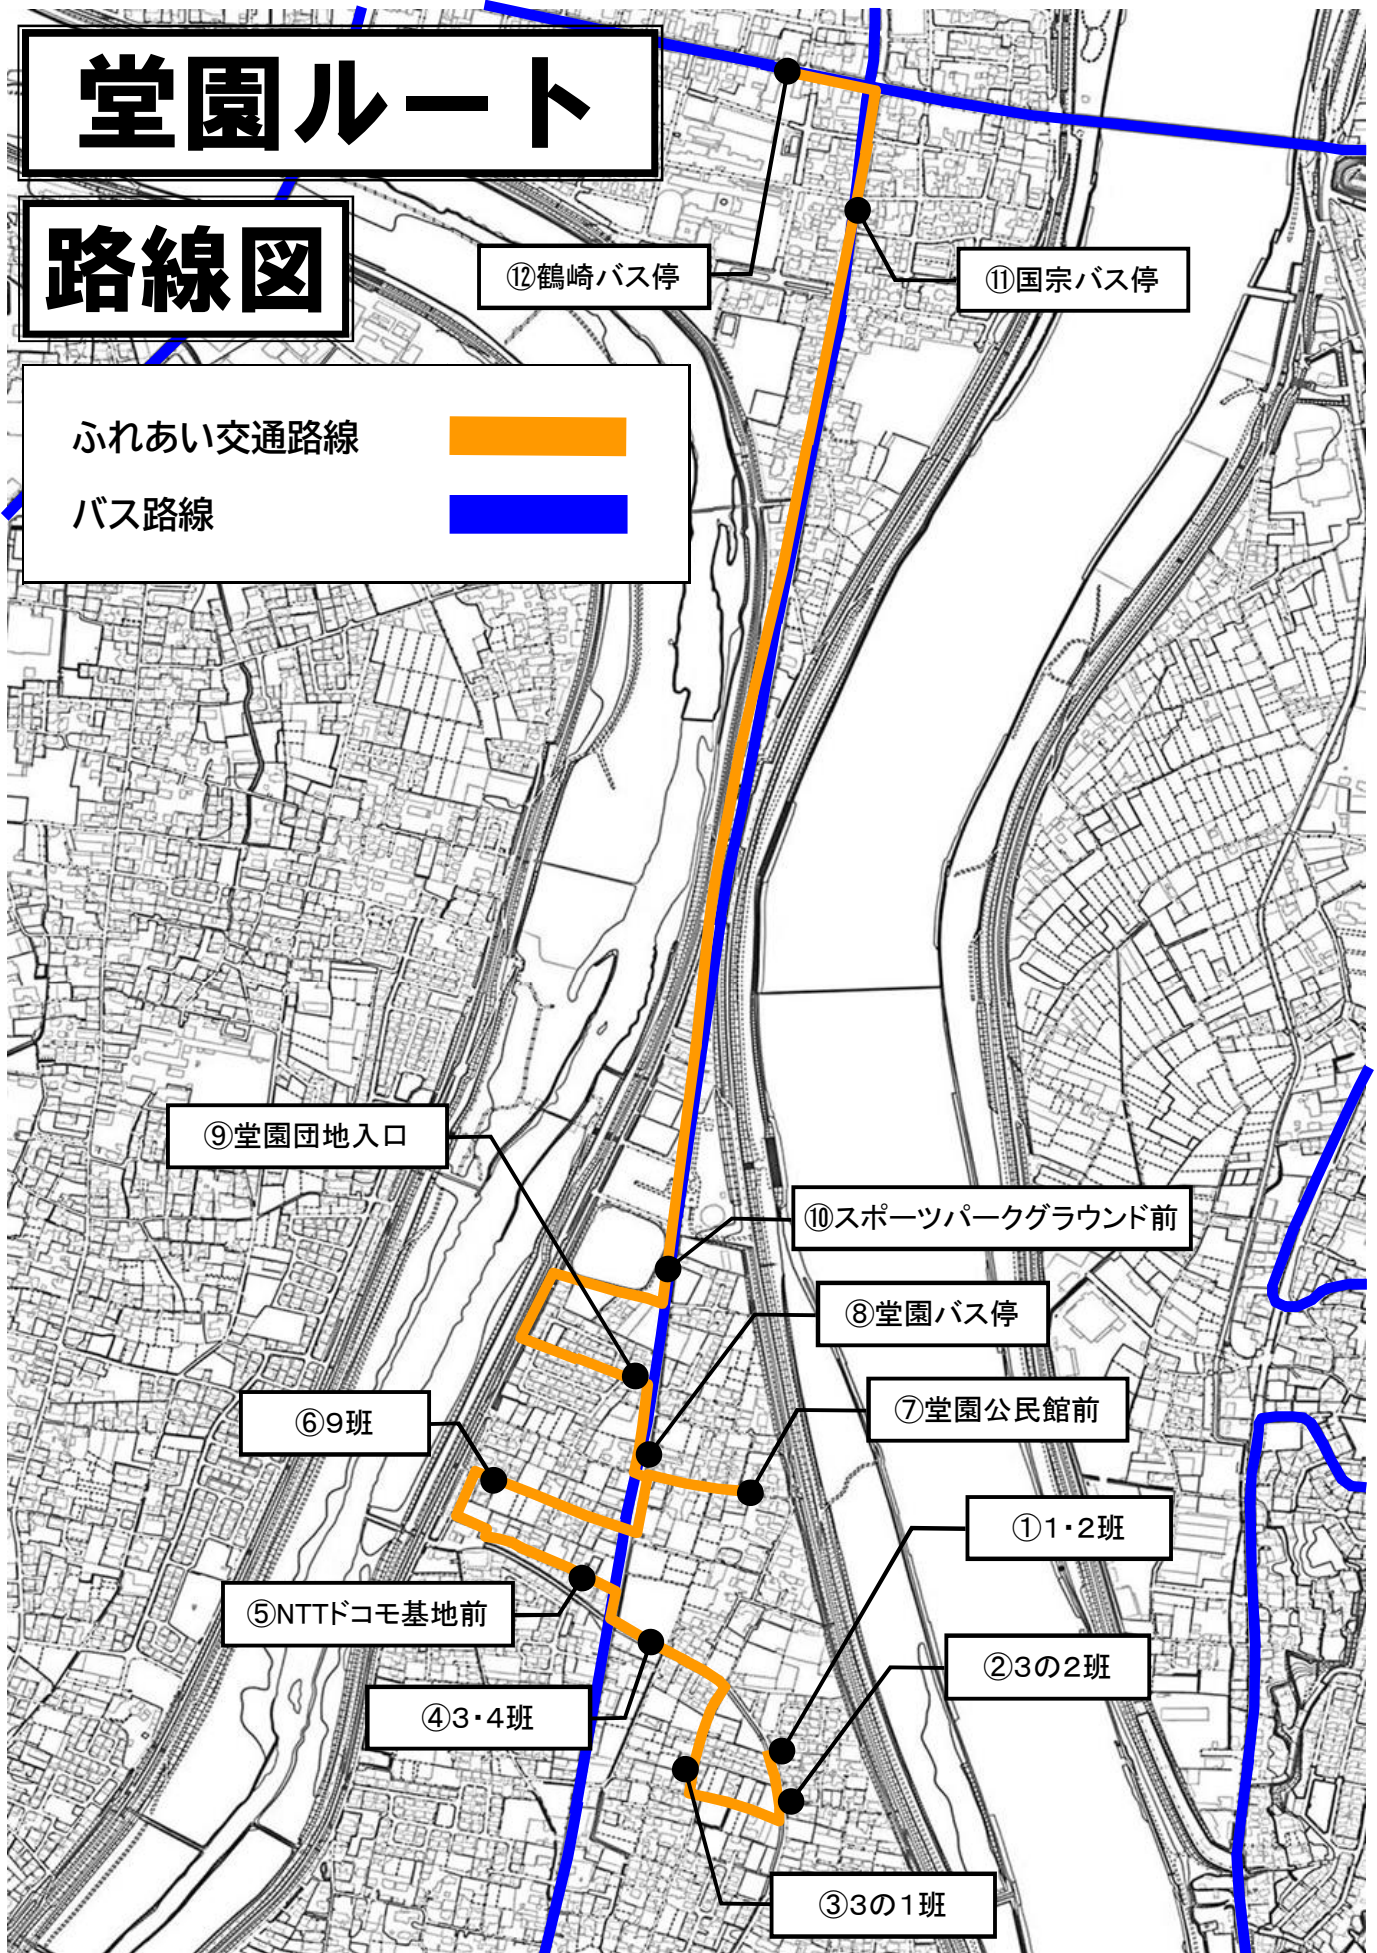 堂園ルート
路線図
ふれあい交通路線
バス路線
⑫鶴崎バス停
⑪国宗バス停
⑨堂園団地入口
⑩スポーツパークグラウンド前
⑧堂園バス停
⑦堂園公民館前
⑥9班
①1・2班
⑤NTTドコモ基地前
②3の2班
④3・4班
③3の1班